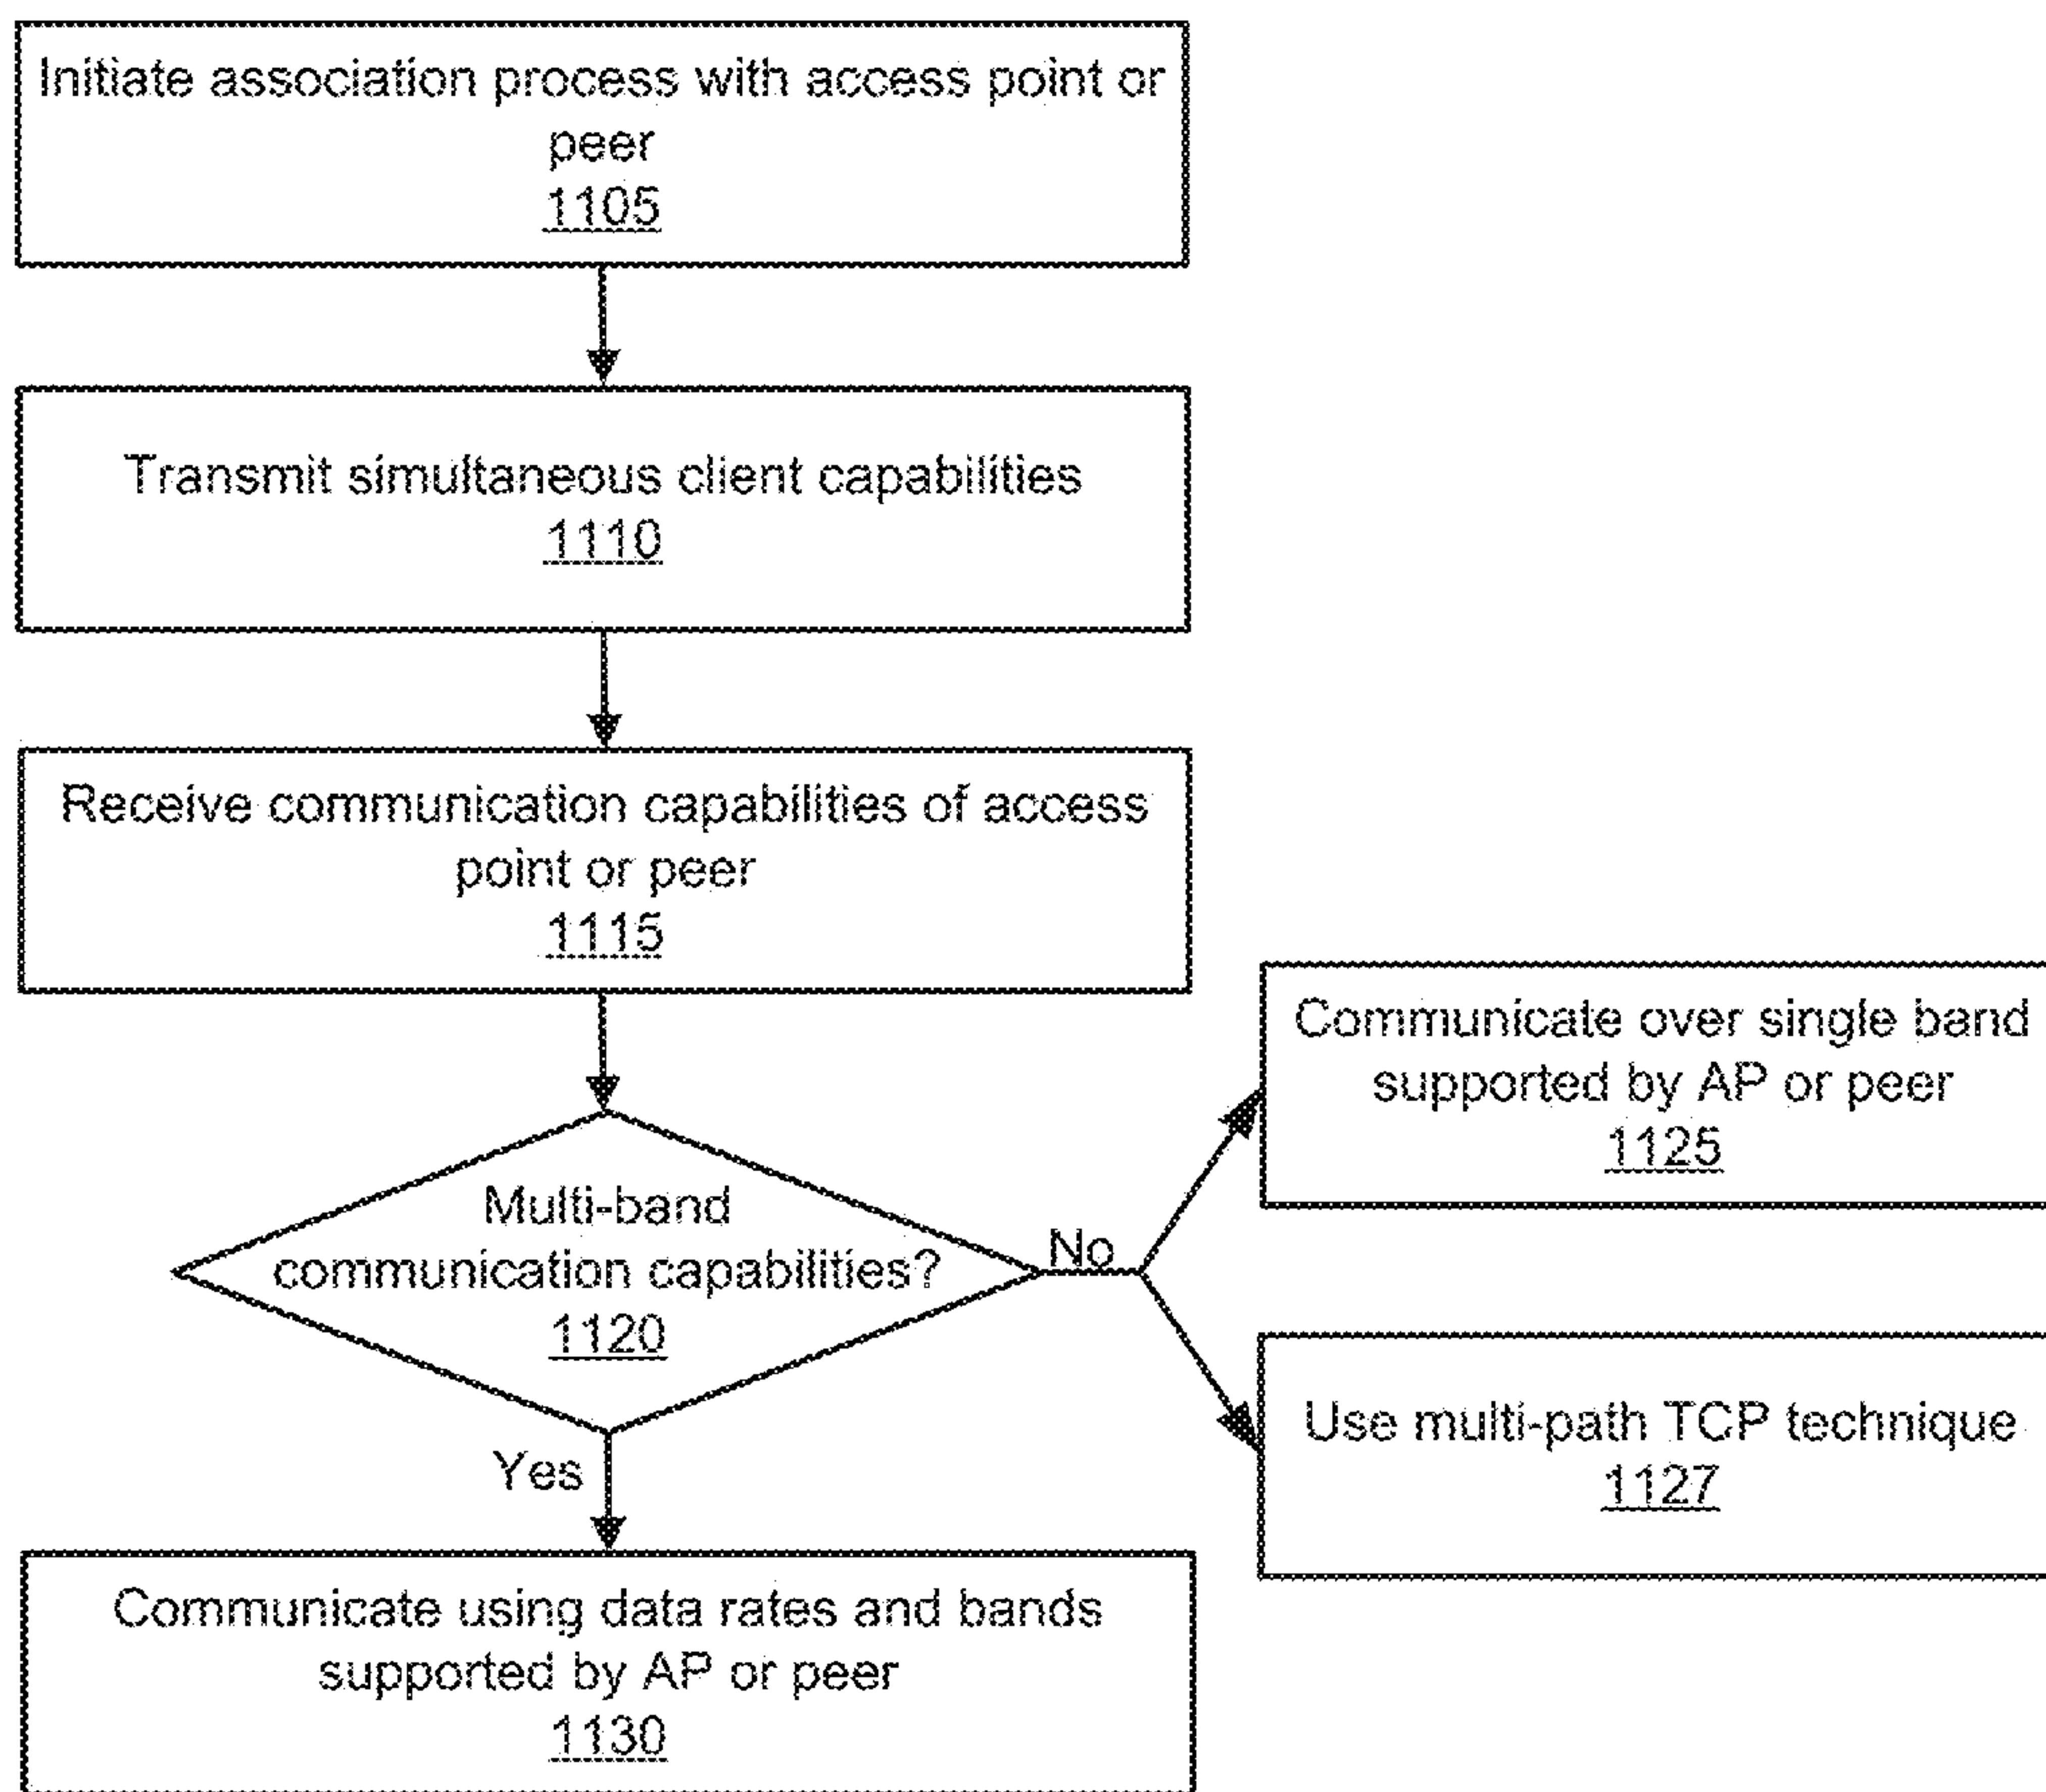 Initiate association process with access point or
peer
1105
Transmit simultaneous client capabilities
1110
Receive communication capabilities of access
point or peer
1115
Multi-band
communication capabilities?
1120
No
Communicate over single band
supported by AP or peer
1125
Use multi-path TCP technique
1127
Yes
Communicate using data rates and bands
supported by AP or peer
1130